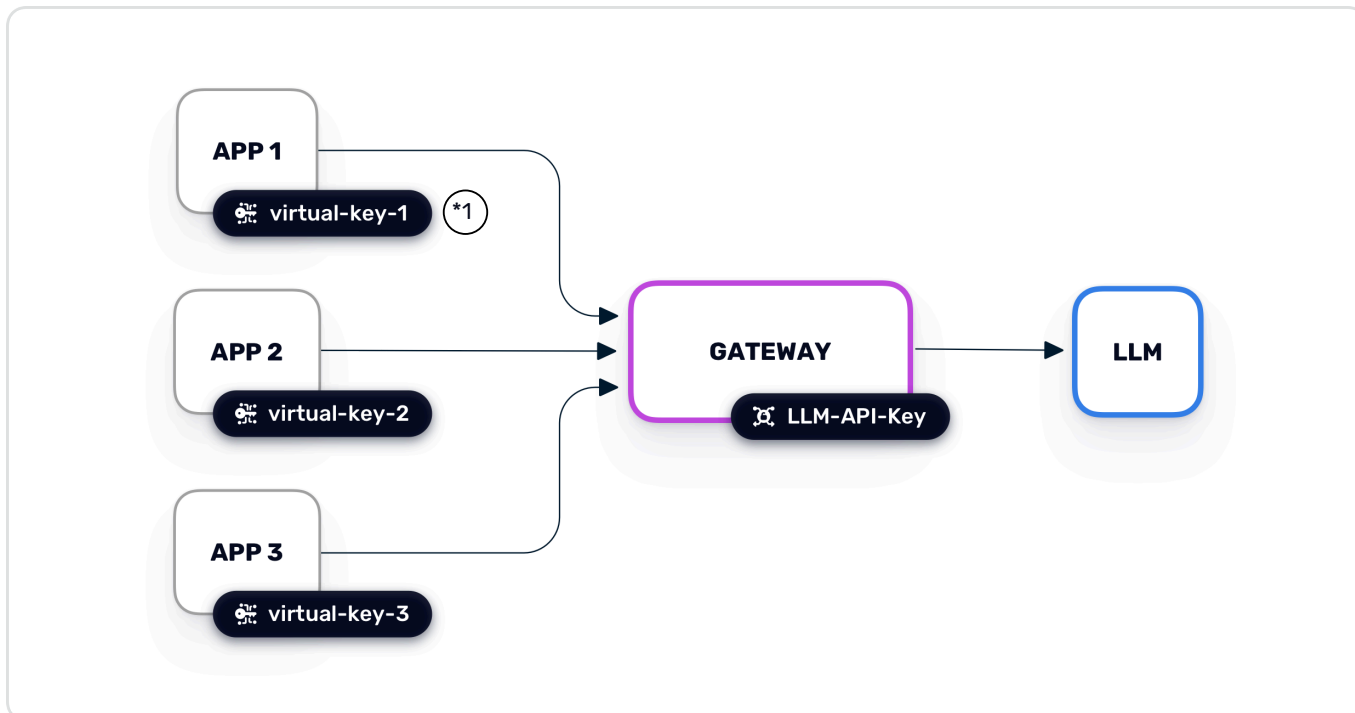 APP 1
virtual-key-1
*1
APP 2
virtual-key-2
GATEWAY
LLM-API-Key
LLM
APP 3
virtual-key-3